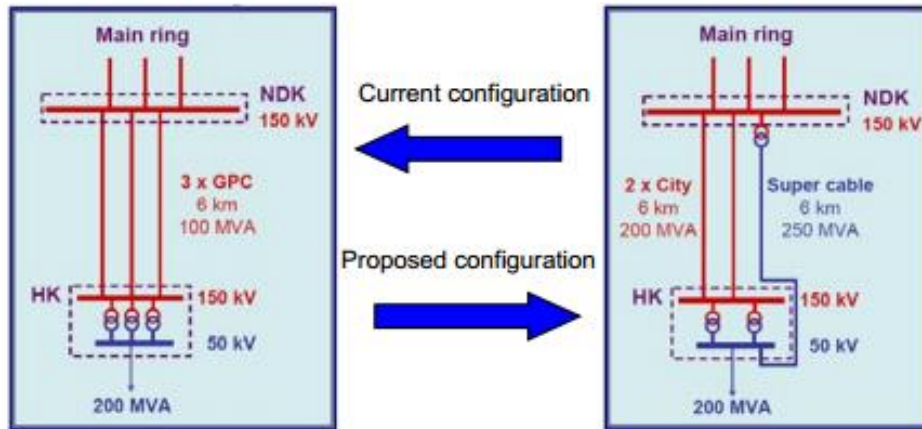 Main ring
NDK
150 kV
3 x GPC
6 km
100 MVA
HK
150 kV
50 kV
200 MVA
Current configuration
Proposed configuration
Main ring
NDK
150 kV
2 x City
6 km
200 MVA
Super cable
6 km
250 MVA
HK
150 kV
50 kV
200 MVA